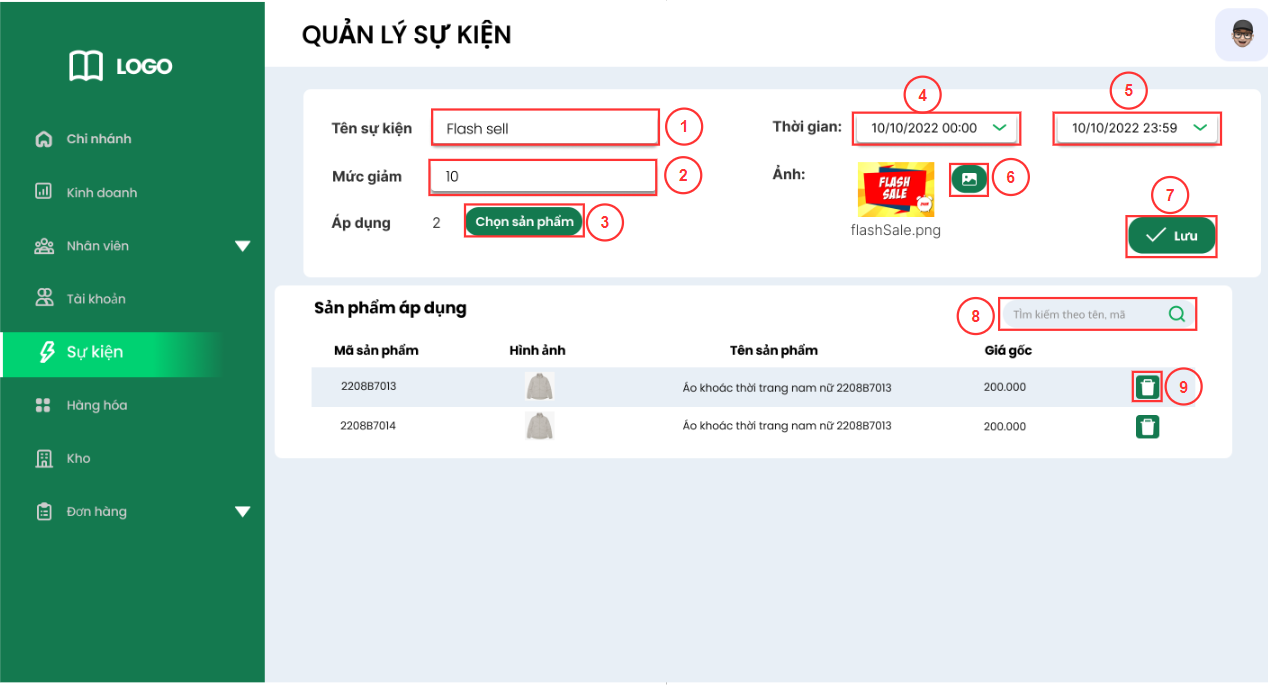 LOGO
Chi nhánh
Kinh doanh
Nhân viên
Tài khoản
Sự kiện
Hàng hóa
Kho
Đơn hàng
QUẢN LÝ SỰ KIỆN
Tên sự kiện Flash sell 1
Mức giảm 10 2
Áp dụng 2 Chọn sản phẩm 3
4 5
Thời gian: 10/10/2022 00:00 10/10/2022 23:59
Ảnh: FLASH SALE 6
flashSale.png
7
Lưu
Sản phẩm áp dụng 8 Tìm kiếm theo tên, mã
Mã sản phẩm Hình ảnh Tên sản phẩm Giá gốc
2208B7013 Áo khoác thời trang nam nữ 2208B7013 200.000 9
2208B7014 Áo khoác thời trang nam nữ 2208B7013 200.000